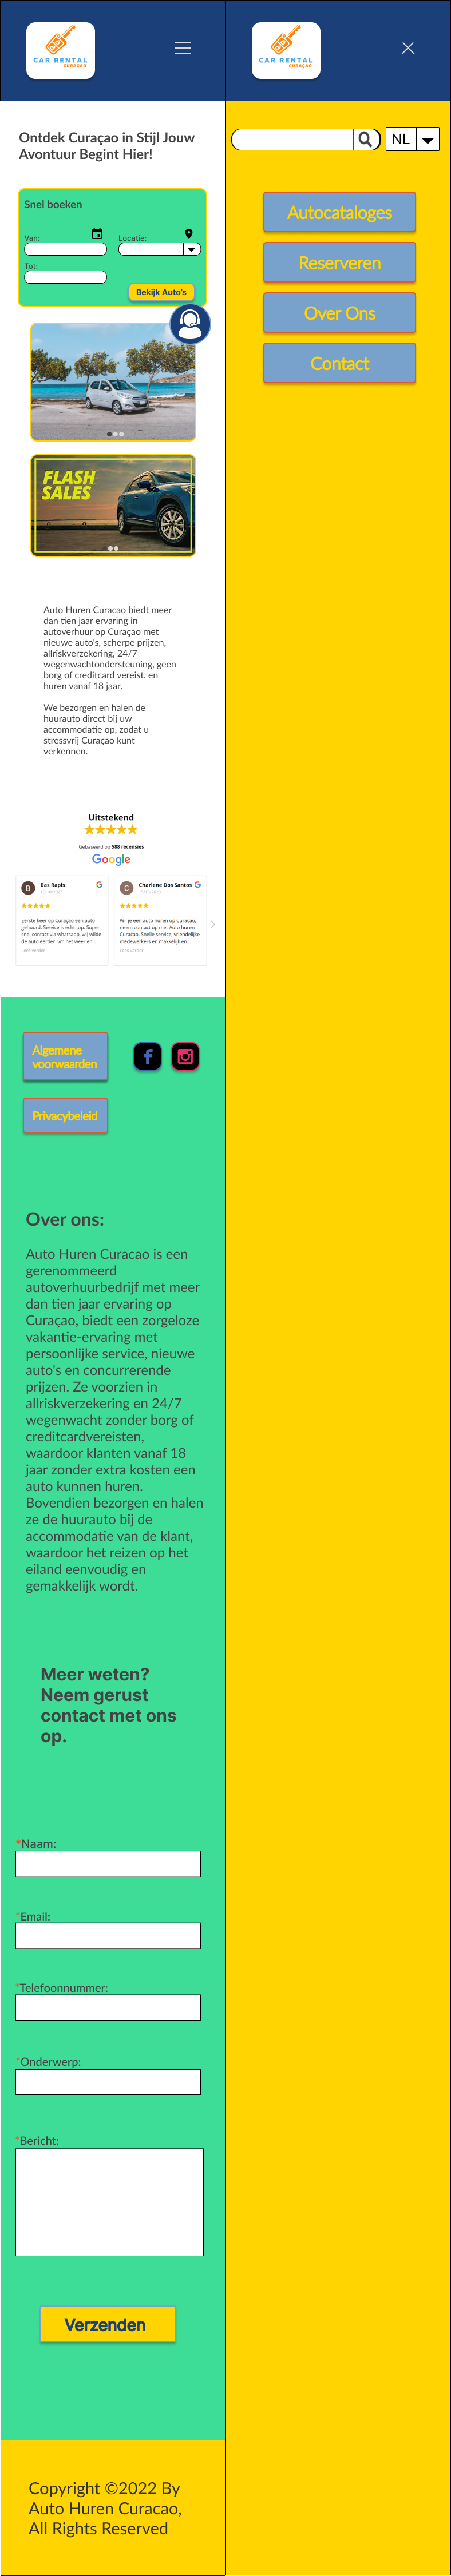 CAR RENTAL
CURAÇAO
Ontdek Curaçao in Stijl Jouw
Avontuur Begint Hier!
Snel boeken
Van:
Locatie:
Tot:
Bekijk Auto's
FLASH
SALES
Auto Huren Curacao biedt meer
dan tien jaar ervaring in
autoverhuur op Curaçao met
nieuwe auto's, scherpe prijzen,
allriskverzekering, 24/7
wegenwachtondersteuning, geen
borg of creditcard vereist, en
huren vanaf 18 jaar.
We bezorgen en halen de
huurauto direct bij uw
accommodatie op, zodat u
stressvrij Curaçao kunt
verkennen.
Uitstekend
Gebaseerd op 588 recensies
Google
B
Bas Rapis
Eerste keer op Curaçao een auto
gehuurd. Service is echt top. Super
snel contact via whatsapp, wij wilde
de auto eerder ivm het weer en...
Lees verder
C
Charlene Dos Santos
Wil je een auto huren op Curacao,
neem contact op met Auto huren
Curacao. Snelle service, vriendelijke
medewerkers en makkelijk en...
Lees verder
Algemene
voorwaarden
Privacybeleid
Over ons:
Auto Huren Curacao is een
gerenommeerd
autoverhuurbedrijf met meer
dan tien jaar ervaring op
Curaçao, biedt een zorgeloze
vakantie-ervaring met
persoonlijke service, nieuwe
auto's en concurrerende
prijzen. Ze voorzien in
allriskverzekering en 24/7
wegenwacht zonder borg of
creditcardvereisten,
waardoor klanten vanaf 18
jaar zonder extra kosten een
auto kunnen huren.
Bovendien bezorgen en halen
ze de huurauto bij de
accommodatie van de klant,
waardoor het reizen op het
eiland eenvoudig en
gemakkelijk wordt.
Meer weten?
Neem gerust
contact met ons
op.
*Naam:
*Email:
*Telefoonnummer:
*Onderwerp:
*Bericht:
Verzenden
Copyright ©2022 By
Auto Huren Curacao,
All Rights Reserved
CAR RENTAL
CURAÇAO
NL
Autocataloges
Reserveren
Over Ons
Contact